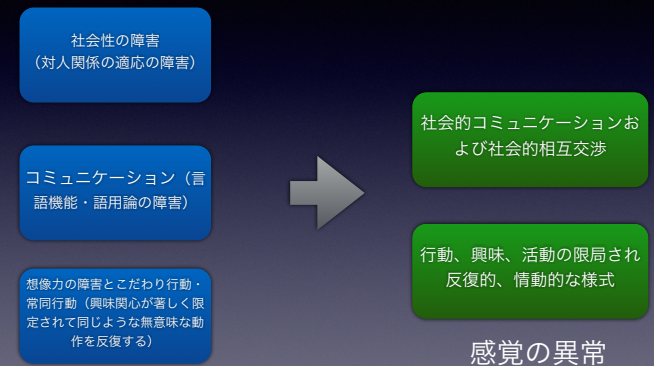 社会性の障害
（対人関係の適応の障害）
コミュニケーション（言
語機能・語用論の障害）
想像力の障害とこだわり行動・
常同行動（興味関心が著しく限
定されて同じような無意味な動
作を反復する）
社会的コミュニケーションお
よび社会的相互交渉
行動、興味、活動の限局され
反復的、情動的な様式
感覚の異常